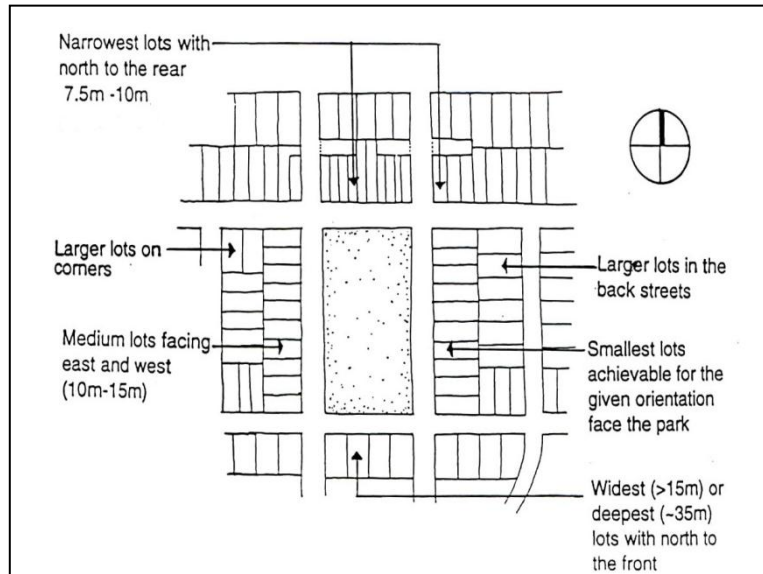 Narrowest lots with
north to the rear
7.5m -10m
Larger lots on
corners
Larger lots in the
back streets
Medium lots facing
east and west
(10m-15m)
Smallest lots
achievable for the
given orientation
face the park
Widest (>15m) or
deepest (~35m)
lots with north to
the front